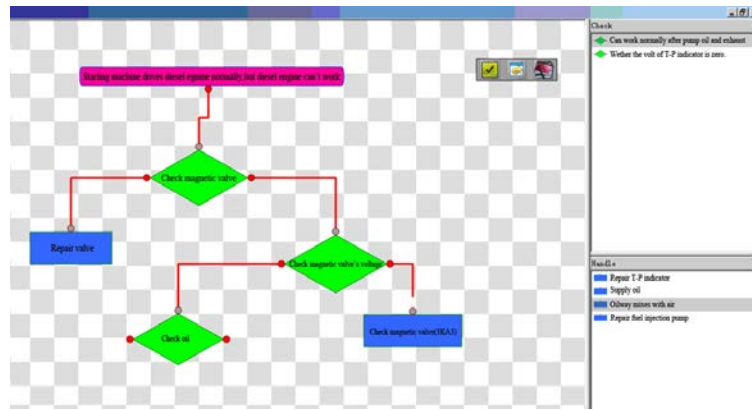 Check
Can work normally after pump oil and exhaust
Wether the volt of T-P indicator is zero.
Starting machine drives diesel egnine normally, but diesel engine can't work
Check magnetic valve
Repair valve
Check magnetic valve's voltage
Check oil
Check magnetic valve(3KA3)
Handle
Repair T-P indicator
Supply oil
Oilway mixes with air
Repair fuel injection pump